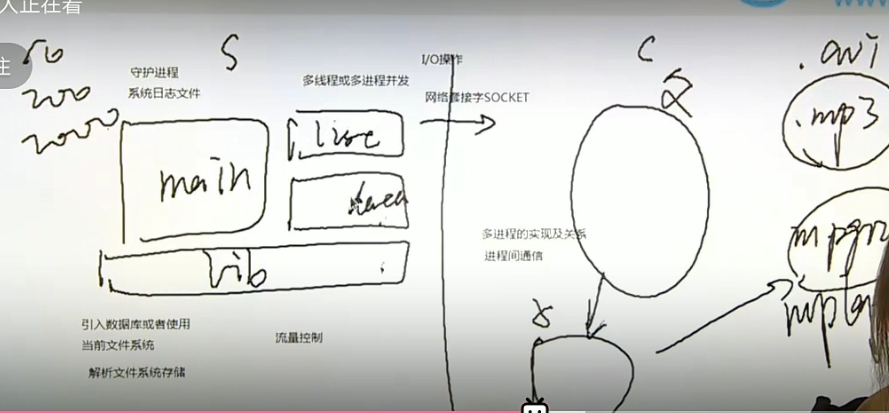 人正在看
www
注
50
200
2000
S
守护进程
系统日志文件
多线程或多进程并发
I/O操作
网络套接字SOCKET
C
父
.avi
.mp3
main
lib
多进程的实现及关系
进程间通信
引入数据库或者使用
当前文件系统
流量控制
解析文件系统存储